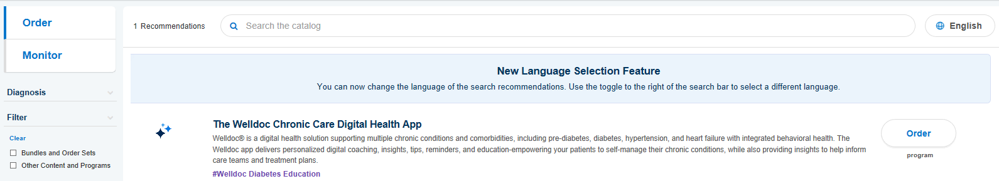 Order
Monitor
Diagnosis
Filter
Clear
Bundles and Order Sets
Other Content and Programs
1 Recommendations
Search the catalog
English
New Language Selection Feature
You can now change the language of the search recommendations. Use the toggle to the right of the search bar to select a different language.
The Welldoc Chronic Care Digital Health App
Welldoc® is a digital health solution supporting multiple chronic conditions and comorbidities, including pre-diabetes, diabetes, hypertension, and heart failure with integrated behavioral health. The
Welldoc app delivers personalized digital coaching, insights, tips, reminders, and education-empowering your patients to self-manage their chronic conditions, while also providing insights to help inform
care teams and treatment plans.
#Welldoc Diabetes Education
Order
program